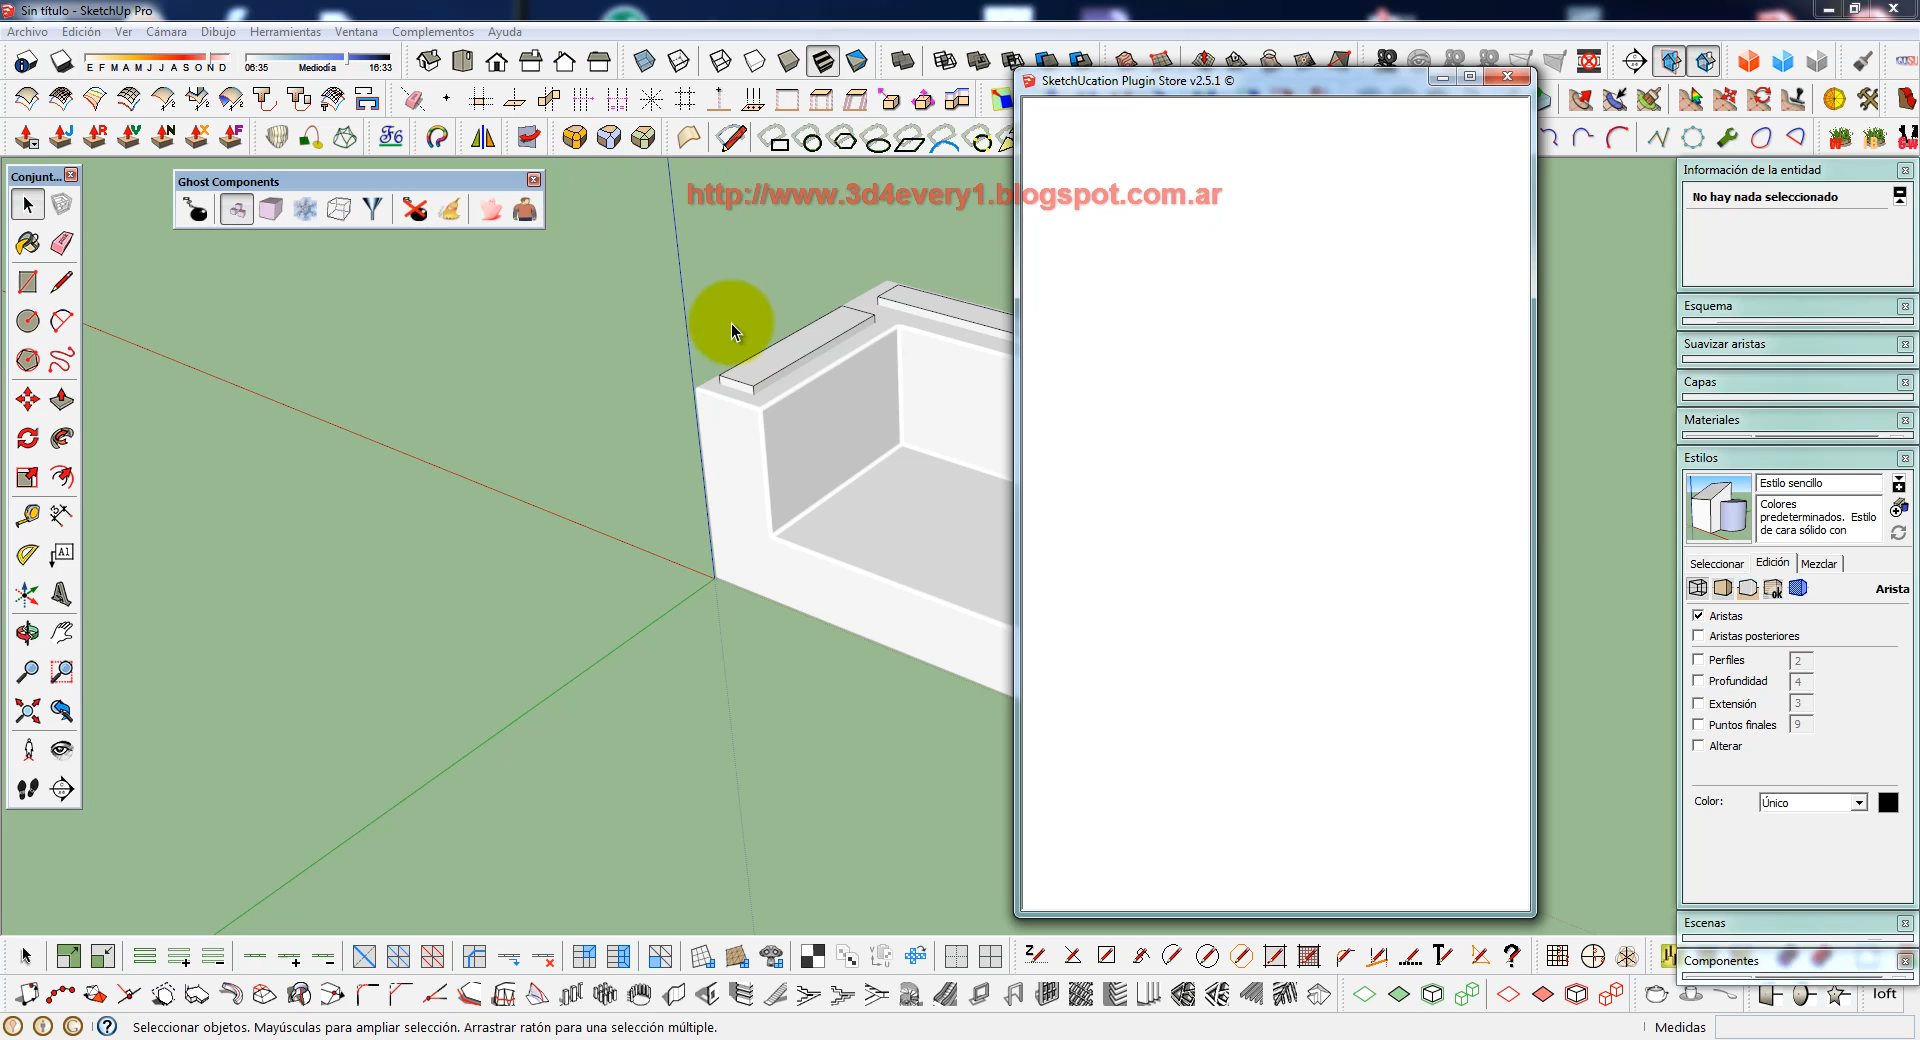 Sin título - SketchUp Pro
Archivo Edición Ver Cámara Dibujo Herramientas Ventana Complementos Ayuda
E F M A M J J A S O N D 06:35 Mediodía 16:33
SketchUcation Plugin Store v2.5.1 ©
J R V N X F
F6
Conjunt...
Ghost Components
http://www.3d4every1.blogspot.com.ar
A1
Información de la entidad
No hay nada seleccionado
Esquema
Suavizar aristas
Capas
Materiales
Estilos
Estilo sencillo
Colores
predeterminados. Estilo
de cara sólido con
Seleccionar Edición Mezclar
Arista
Aristas
Aristas posteriores
Perfiles 2
Profundidad 4
Extensión 3
Puntos finales 9
Alterar
Color: Único
Escenas
Componentes
loft
Seleccionar objetos. Mayúsculas para ampliar selección. Arrastrar ratón para una selección múltiple.
Medidas